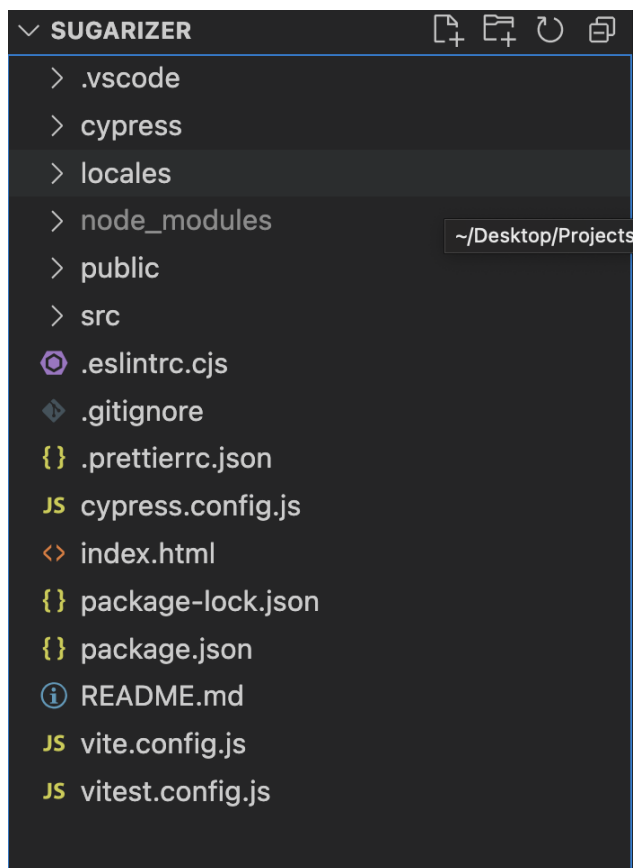 SUGARIZER
.vscode
cypress
locales
node_modules
~/Desktop/Projects
public
src
.eslintrc.cjs
.gitignore
{} .prettierrc.json
JS cypress.config.js
<> index.html
{} package-lock.json
{} package.json
README.md
JS vite.config.js
JS vitest.config.js